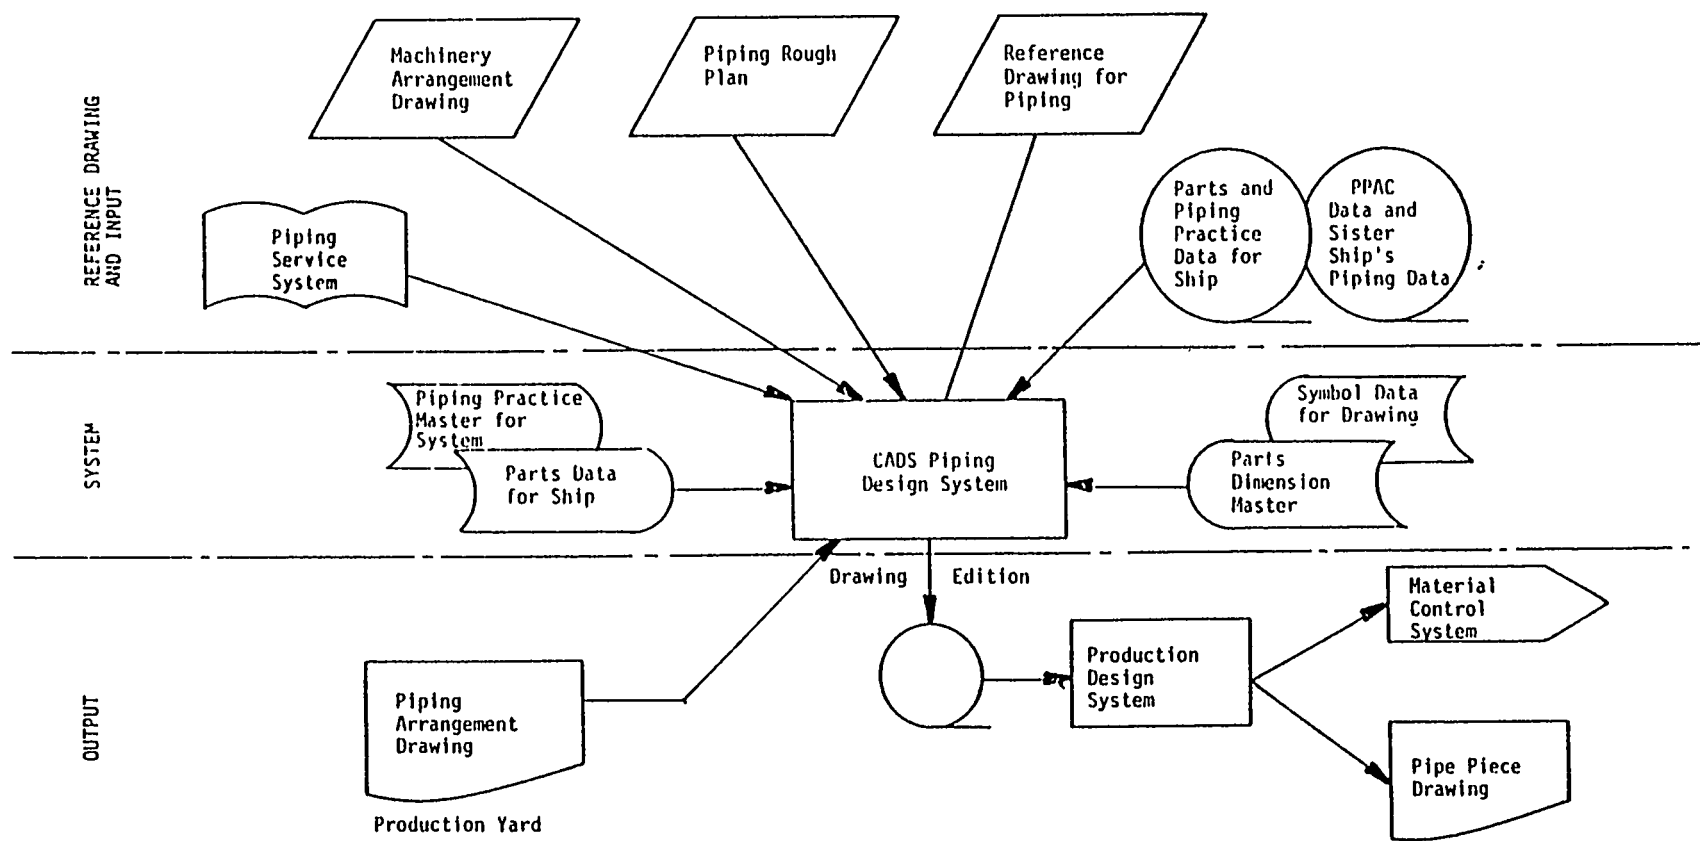 Machinery
Arrangement
Drawing
Piping Rough
Plan
Reference
Drawing for
Piping
REFERENCE DRAWING
AND INPUT
Piping
Service
System
Parts and
Piping
Practice
Data for
Ship
PPAC
Data and
Sister
Ship's
Piping Data
SYSTEM
Piping Practice
Master for
System
Parts Data
for Ship
CADS Piping
Design System
Symbol Data
for Drawing
Parts
Dimension
Master
OUTPUT
Drawing Edition
Piping
Arrangement
Drawing
Production Yard
Production
Design
System
Material
Control
System
Pipe Piece
Drawing